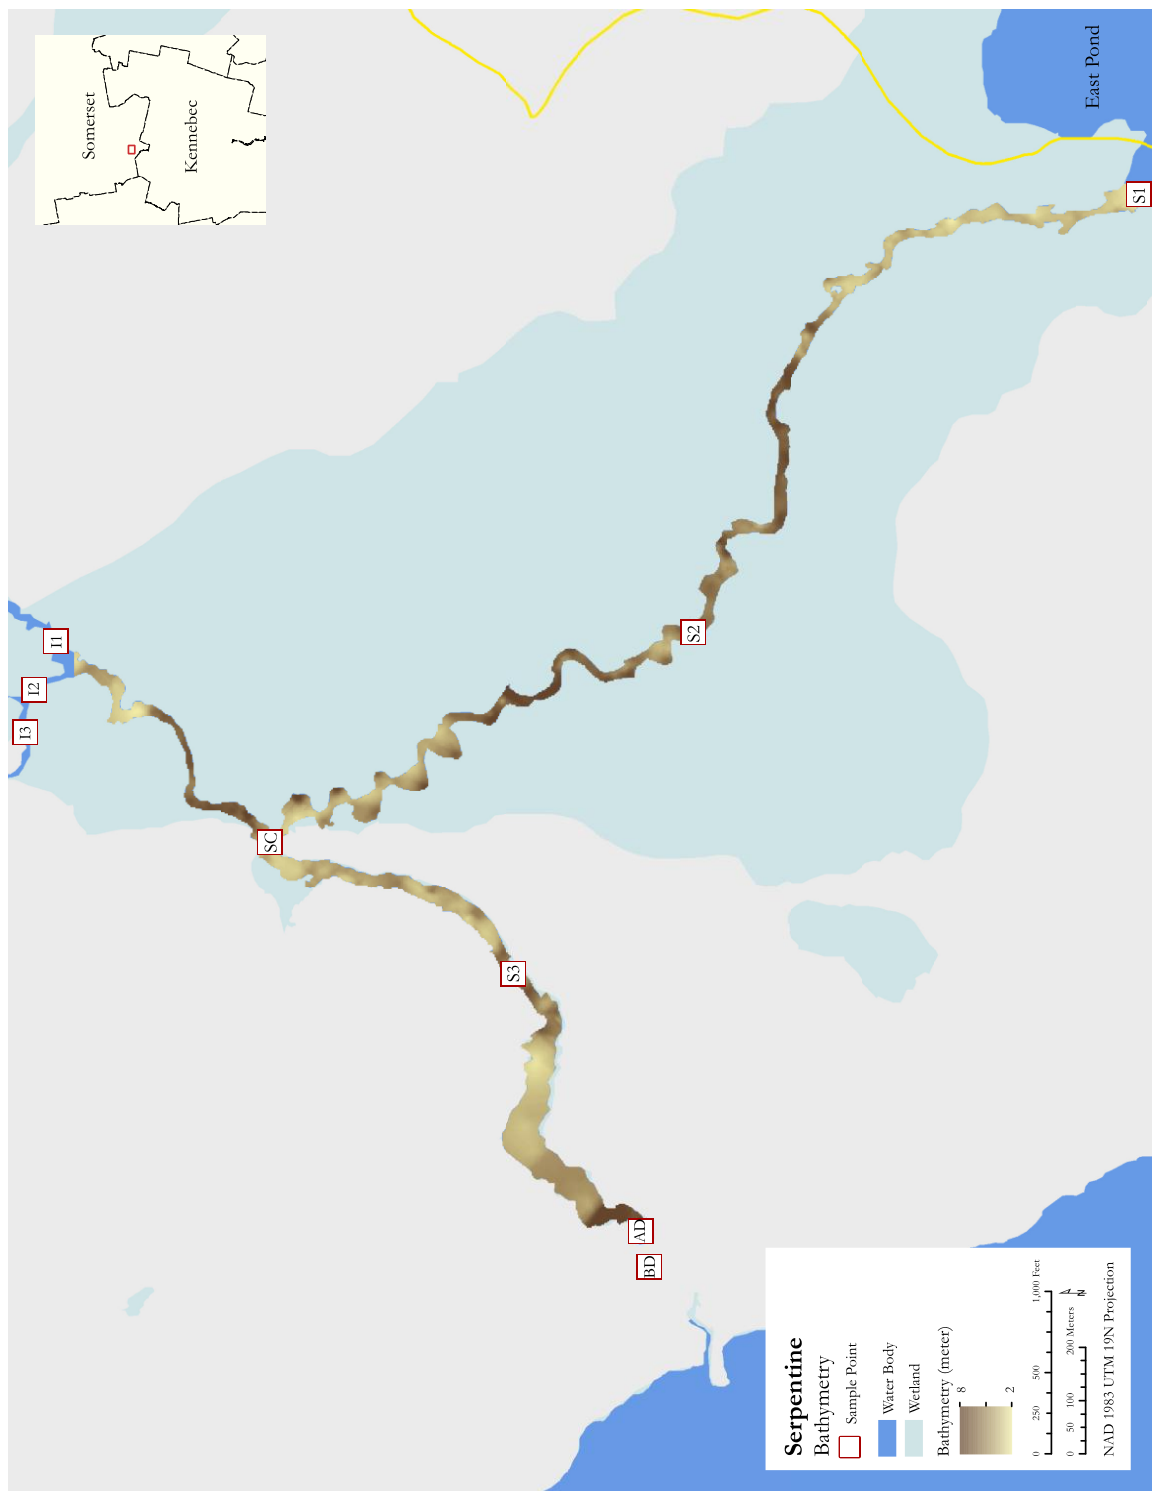 Somerset
Kennebec
East Pond
S1
I1
I2
I3
S2
SC
S3
AD
BD
Serpentine
Bathymetry
Sample Point
Water Body
Wetland
Bathymetry (meter)
8
2
0 250 500 1,000 Feet
0 50 100 200 Meters
N
NAD 1983 UTM 19N Projection